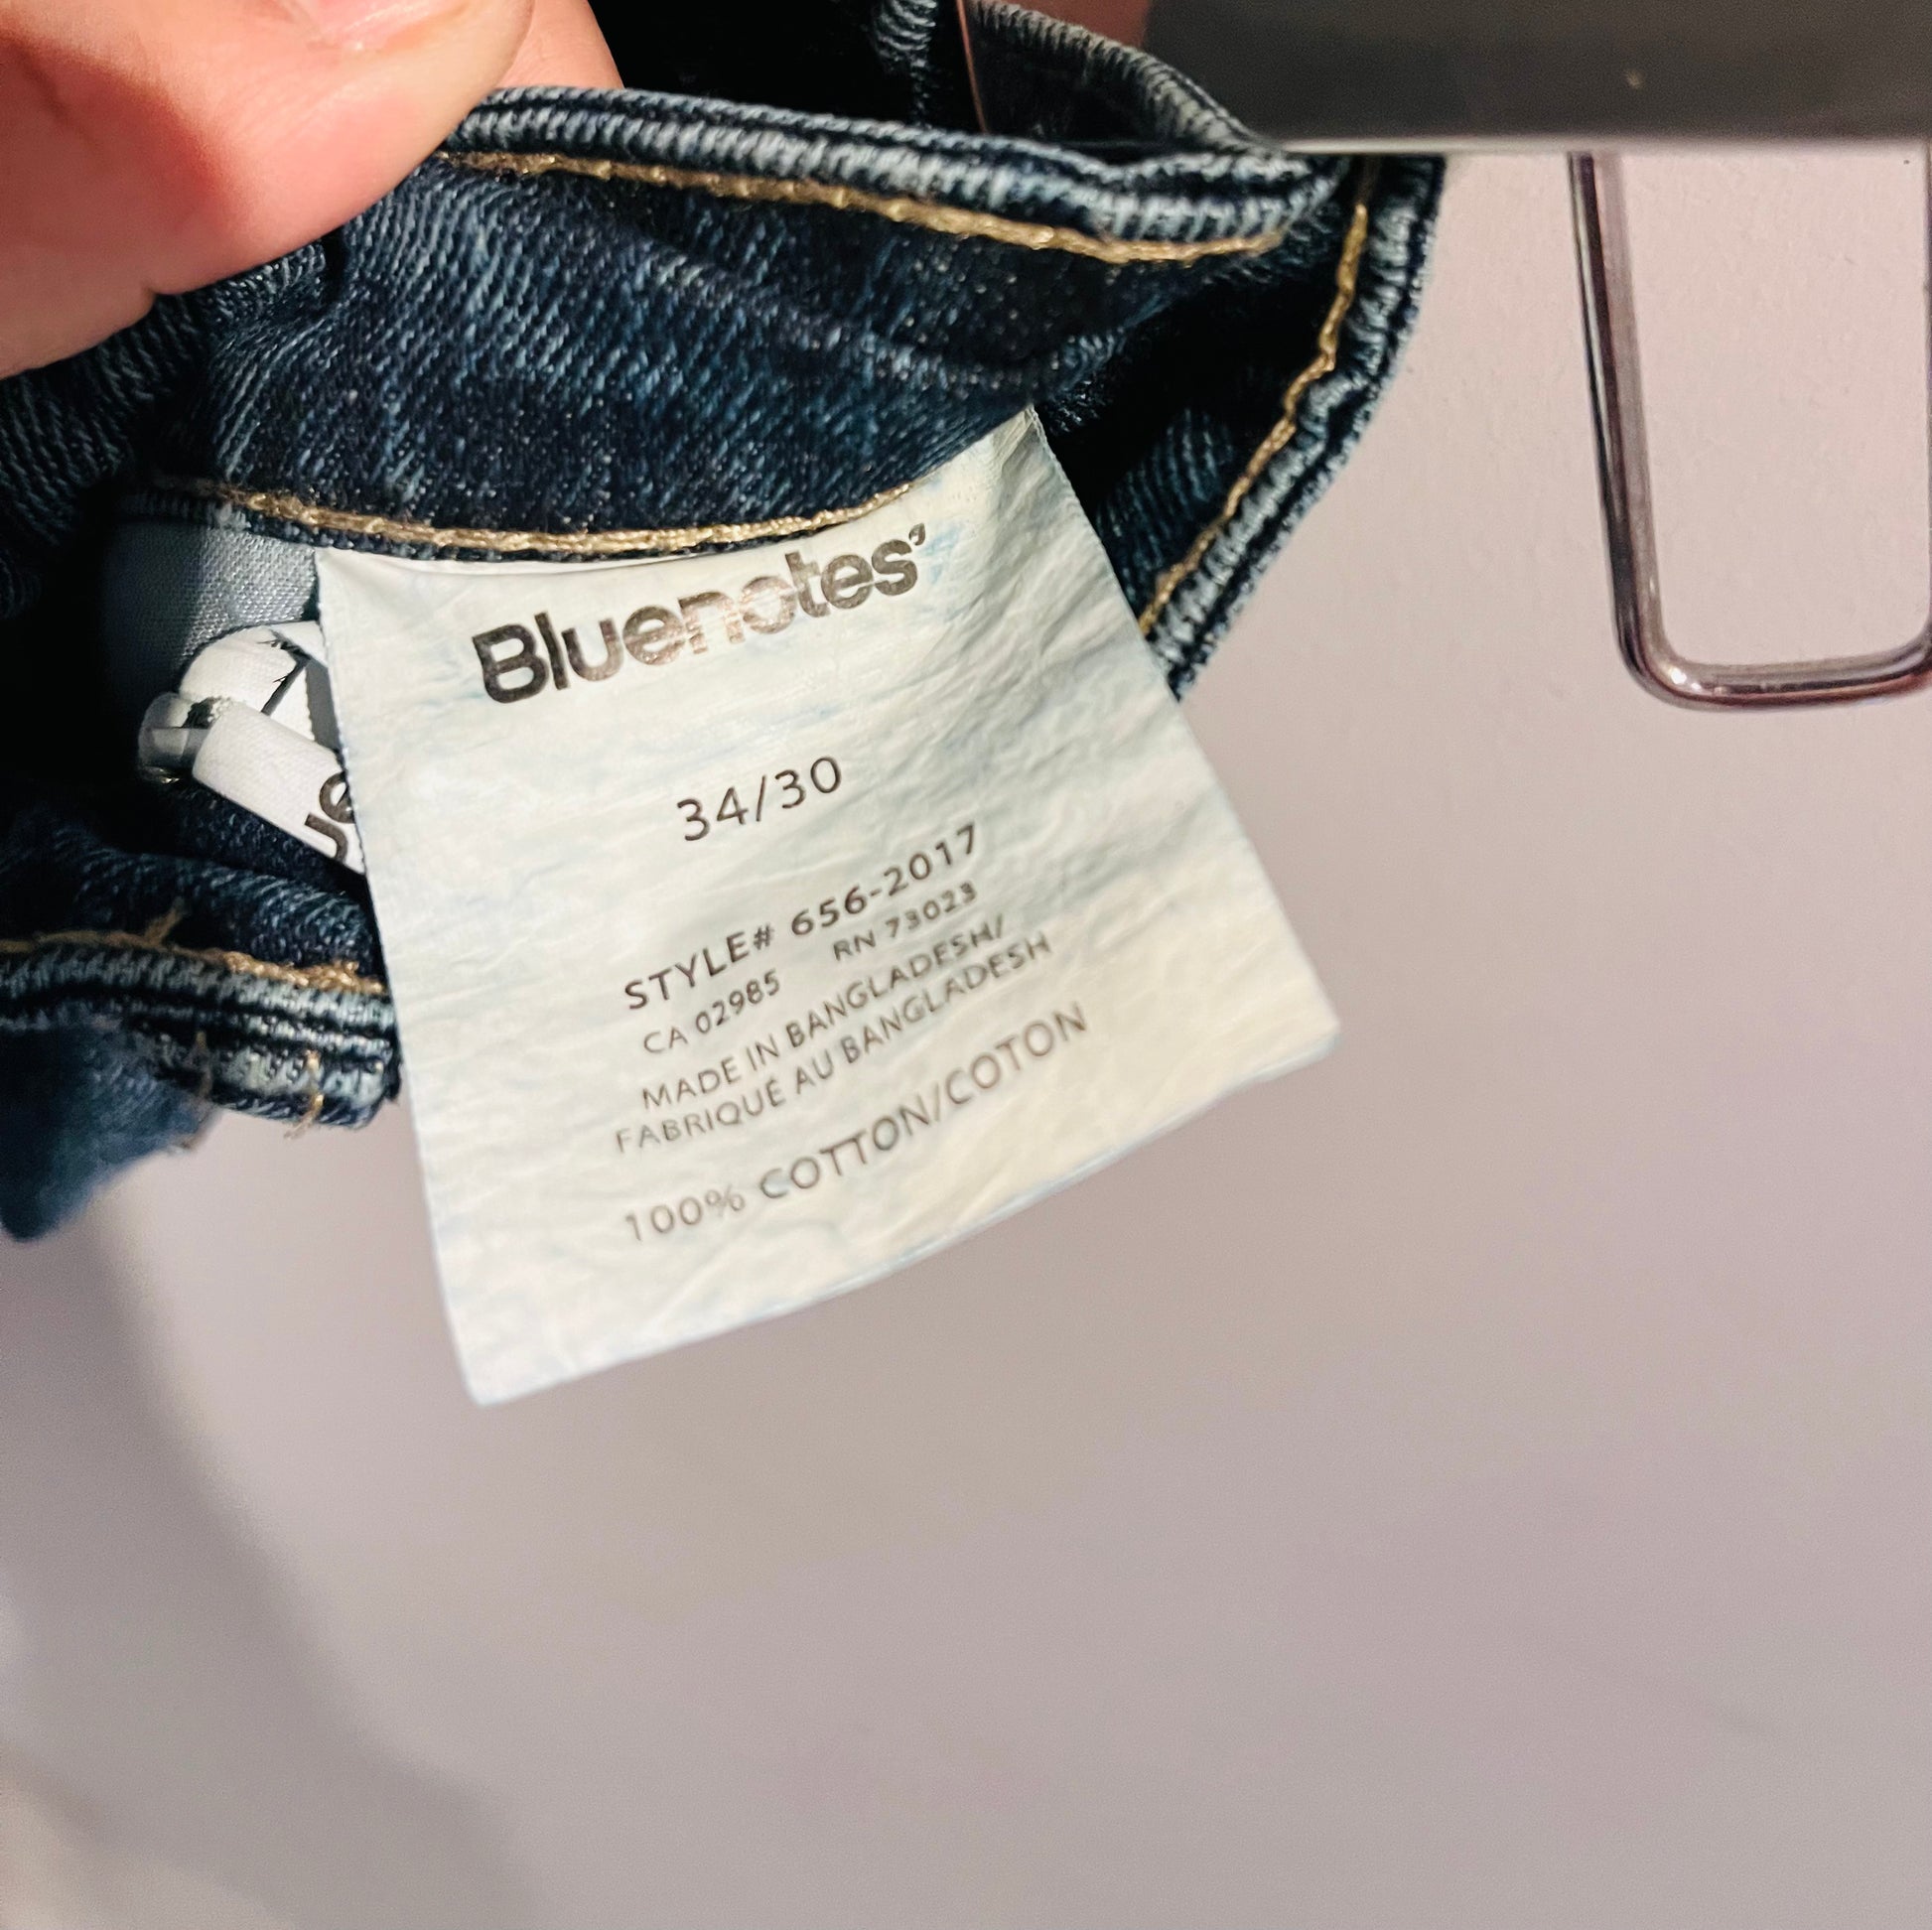 Bluenotes'
34/30
STYLE# 656-2017
CA 02985 RN 73023
MADE IN BANGLADESH/
FABRIQUÉ AU BANGLADESH
100% COTTON/COTON